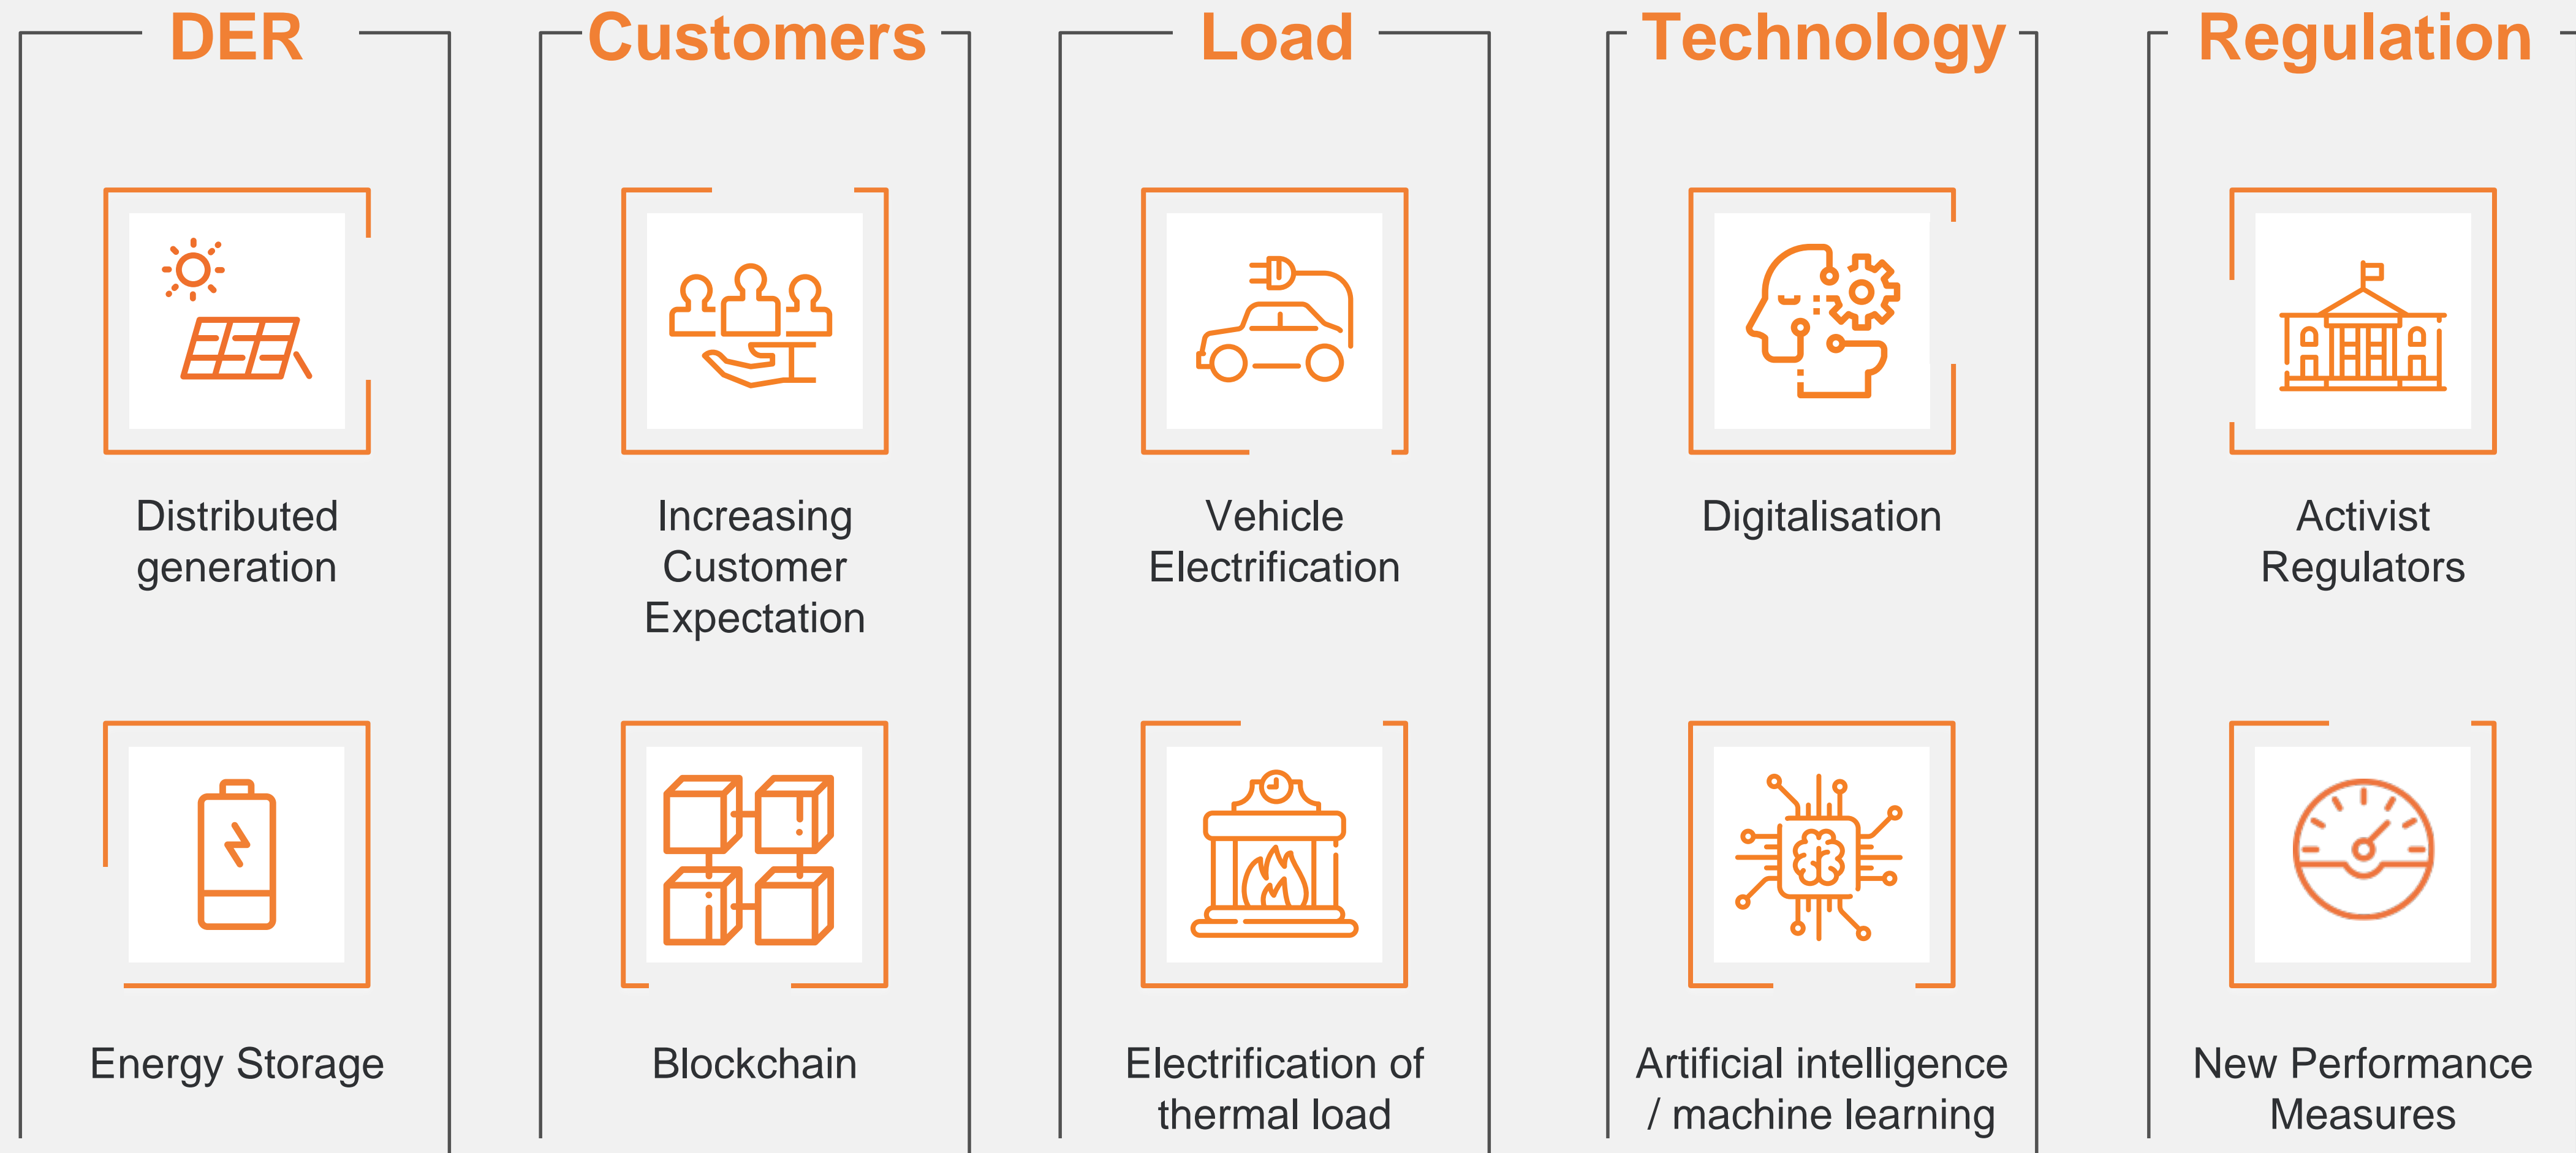 DER
Distributed
generation
Energy Storage
Customers
Increasing
Customer
Expectation
Blockchain
Load
Vehicle
Electrification
Electrification of
thermal load
Technology
Digitalisation
Artificial intelligence
/ machine learning
Regulation
Activist
Regulators
New Performance
Measures